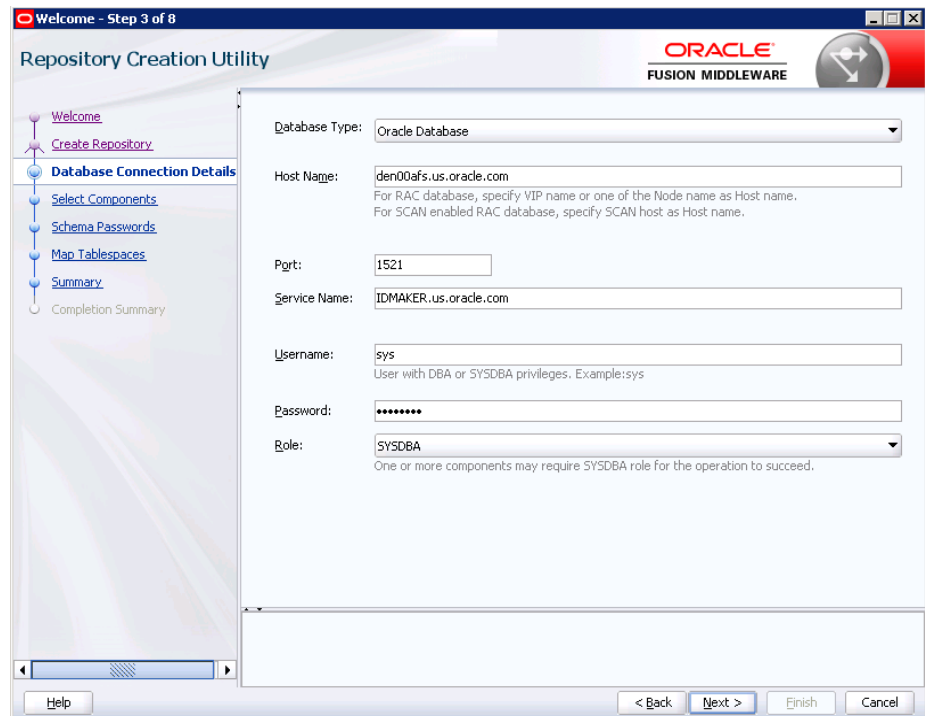 Welcome - Step 3 of 8
Repository Creation Utility
ORACLE
FUSION MIDDLEWARE
Welcome
Create Repository
Database Connection Details
Select Components
Schema Passwords
Map Tablespaces
Summary
Completion Summary
Database Type: Oracle Database
Host Name: den00afs.us.oracle.com
For RAC database, specify VIP name or one of the Node name as Host name.
For SCAN enabled RAC database, specify SCAN host as Host name.
Port: 1521
Service Name: IDMAKER.us.oracle.com
Username: sys
User with DBA or SYSDBA privileges. Example:sys
Password: ••••••••
Role: SYSDBA
One or more components may require SYSDBA role for the operation to succeed.
Help
< Back Next > Finish Cancel